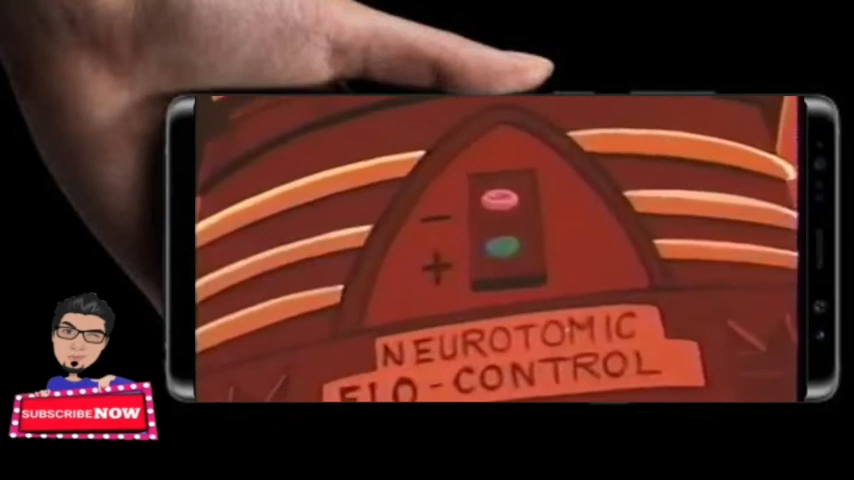 -
+
NEUROTOMIC
FLO-CONTROL
SUBSCRIBE NOW